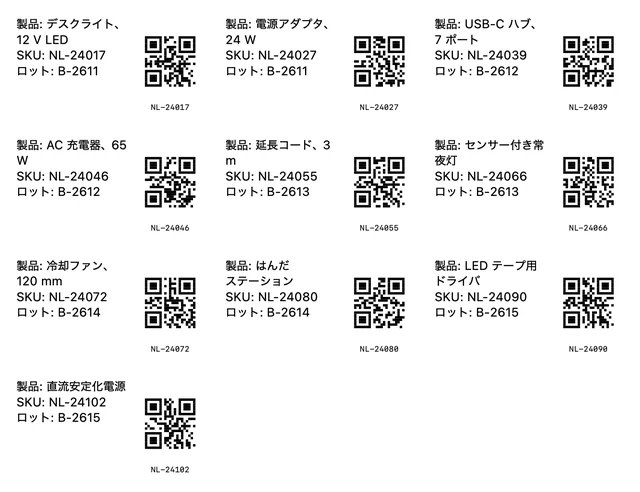 製品: デスクライト、
12 V LED
SKU: NL-24017
ロット: B-2611
NL-24017
製品: 電源アダプタ、
24 W
SKU: NL-24027
ロット: B-2611
NL-24027
製品: USB-C ハブ、
7 ポート
SKU: NL-24039
ロット: B-2612
NL-24039
製品: AC 充電器、65
W
SKU: NL-24046
ロット: B-2612
NL-24046
製品: 延長コード、3
m
SKU: NL-24055
ロット: B-2613
NL-24055
製品: センサー付き常
夜灯
SKU: NL-24066
ロット: B-2613
NL-24066
製品: 冷却ファン、
120 mm
SKU: NL-24072
ロット: B-2614
NL-24072
製品: はんだ
ステーション
SKU: NL-24080
ロット: B-2614
NL-24080
製品: LED テープ用
ドライバ
SKU: NL-24090
ロット: B-2615
NL-24090
製品: 直流安定化電源
SKU: NL-24102
ロット: B-2615
NL-24102